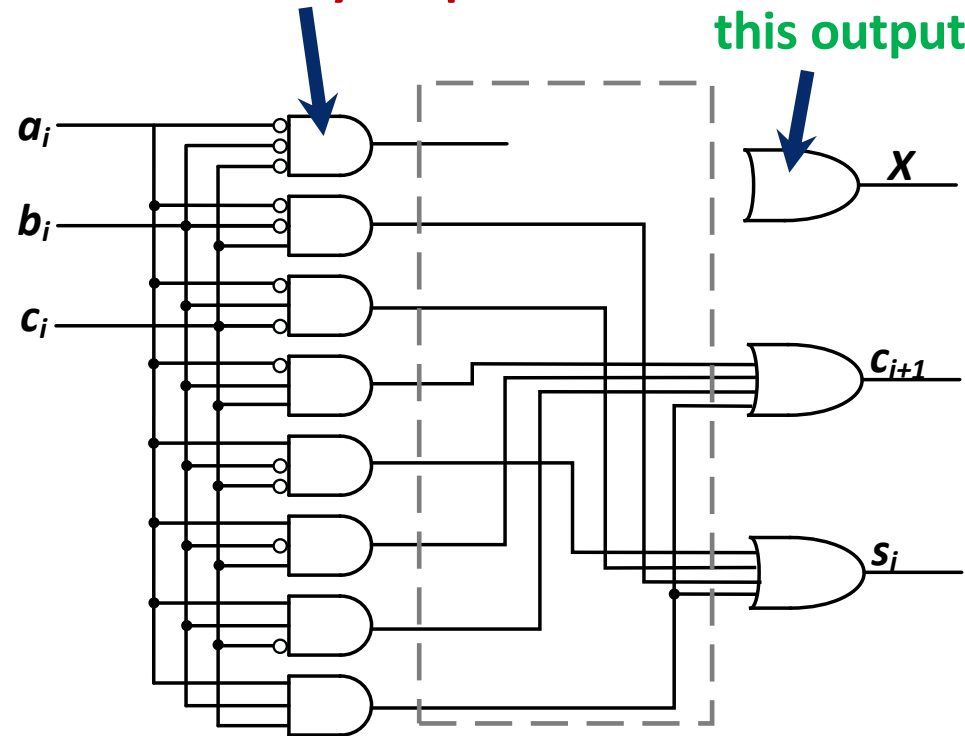 this output
aᵢ
X
bᵢ
cᵢ
cᵢ₊₁
sᵢ